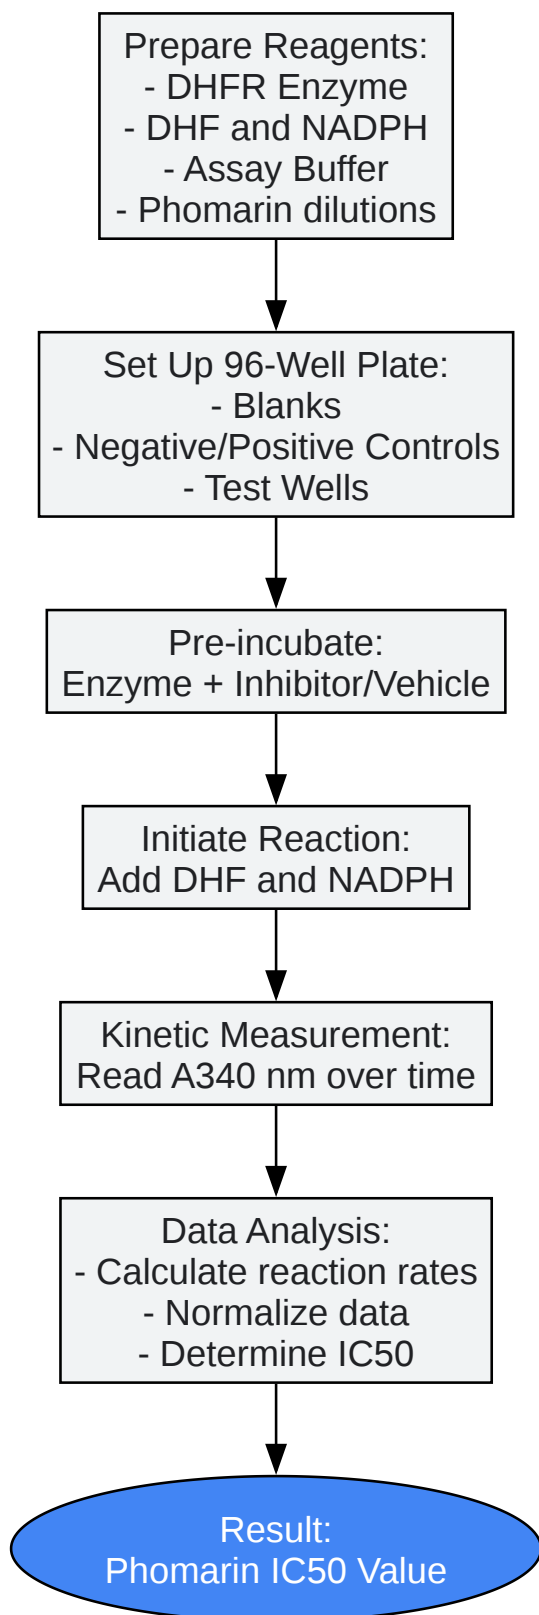 Prepare Reagents:
- DHFR Enzyme
- DHF and NADPH
- Assay Buffer
- Phomarin dilutions
Set Up 96-Well Plate:
- Blanks
- Negative/Positive Controls
- Test Wells
Pre-incubate:
Enzyme + Inhibitor/Vehicle
Initiate Reaction:
Add DHF and NADPH
Kinetic Measurement:
Read A340 nm over time
Data Analysis:
- Calculate reaction rates
- Normalize data
- Determine IC50
Result:
Phomarin IC50 Value